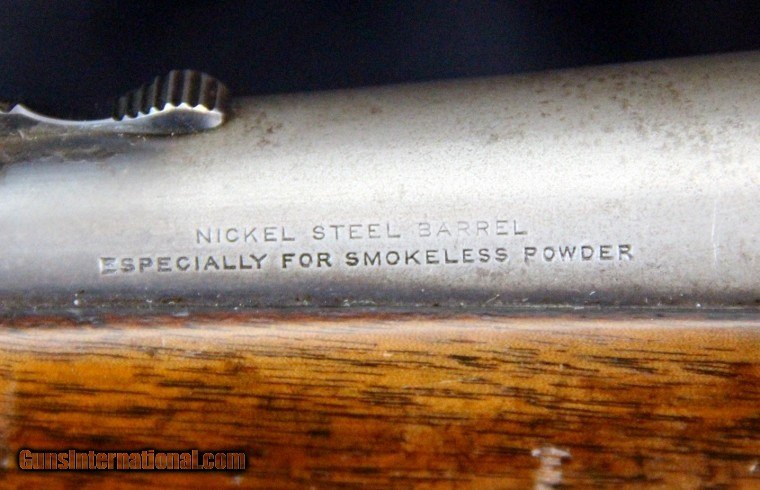 NICKEL STEEL BARREL
ESPECIALLY FOR SMOKELESS POWDER
GunsInternational.com